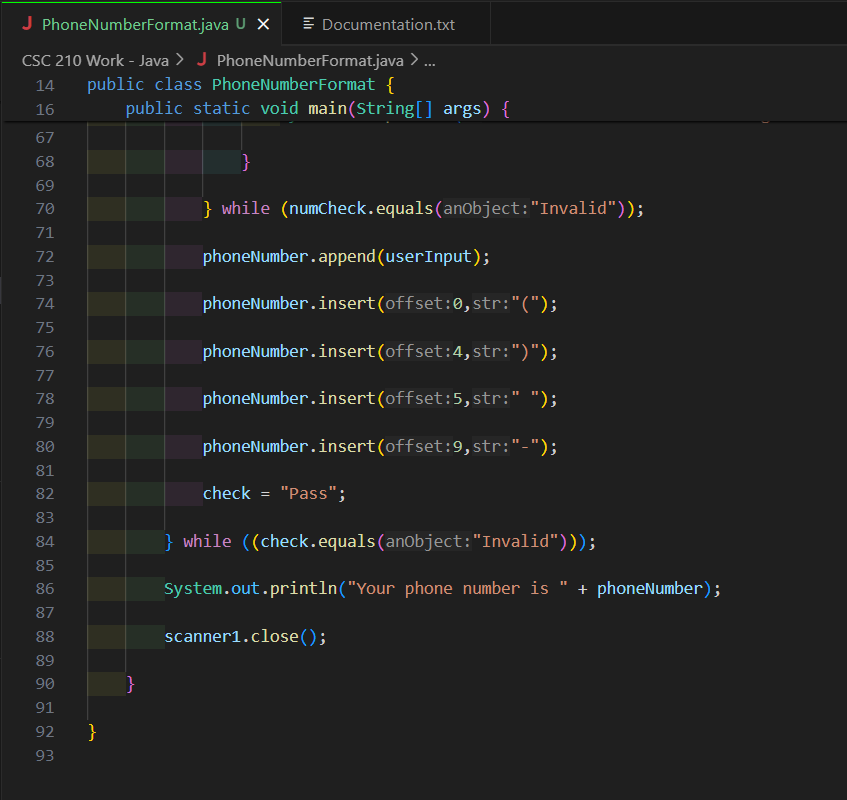 PhoneNumberFormat.java U
Documentation.txt
CSC 210 Work - Java > PhoneNumberFormat.java > ...
14 public class PhoneNumberFormat {
16 public static void main(String[] args) {
67
68 }
69
70 } while (numCheck.equals(anObject:"Invalid"));
71
72 phoneNumber.append(userInput);
73
74 phoneNumber.insert(offset:0,str:"(");
75
76 phoneNumber.insert(offset:4,str:")");
77
78 phoneNumber.insert(offset:5,str:" ");
79
80 phoneNumber.insert(offset:9,str:"-");
81
82 check = "Pass";
83
84 } while ((check.equals(anObject:"Invalid")));
85
86 System.out.println("Your phone number is " + phoneNumber);
87
88 scanner1.close();
89
90 }
91
92 }
93